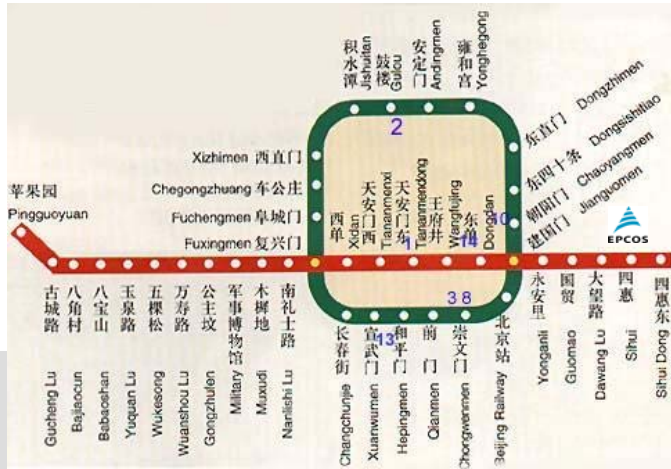 积水潭 Jishuitan
鼓楼 Gulou
安定门 Andingmen
雍和宫 Yonghegong
2
东直门 Dongzhimen
东四十条 Dongsishitiao
朝阳门 Chaoyangmen
建国门 Jianguomen
10
EPCOS
Xizhimen 西直门
Chegongzhuang 车公庄
Fuchengmen 阜城门
Fuxingmen 复兴门
苹果园
Pingguoyuan
西单 Xidan
天安门西 Tiananmenxi
天安门东 Tiananmendong
1
王府井 Wangfujing
东单 Dongdan
14
3 8
13
古城路 Gucheng Lu
八角村 Bajiaocun
八宝山 Babaoshan
玉泉路 Yuquan Lu
五棵松 Wukesong
万寿路 Wuanshou Lu
公主坟 Gongzhufen
军事博物馆 Military
木樨地 Muxudi
南礼士路 Nanlishi Lu
长春街 Changchunjie
宣武门 Xuanwumen
和平门 Hepingmen
前门 Qianmen
崇文门 Chorgwenmen
北京站 Beijing Railway
永安里 Yonganli
国贸 Guomao
大望路 Dawang Lu
四惠 Sihui
四惠东 Sihui Dong